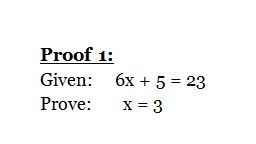 Proof 1:
Given: 6x + 5 = 23
Prove: x = 3